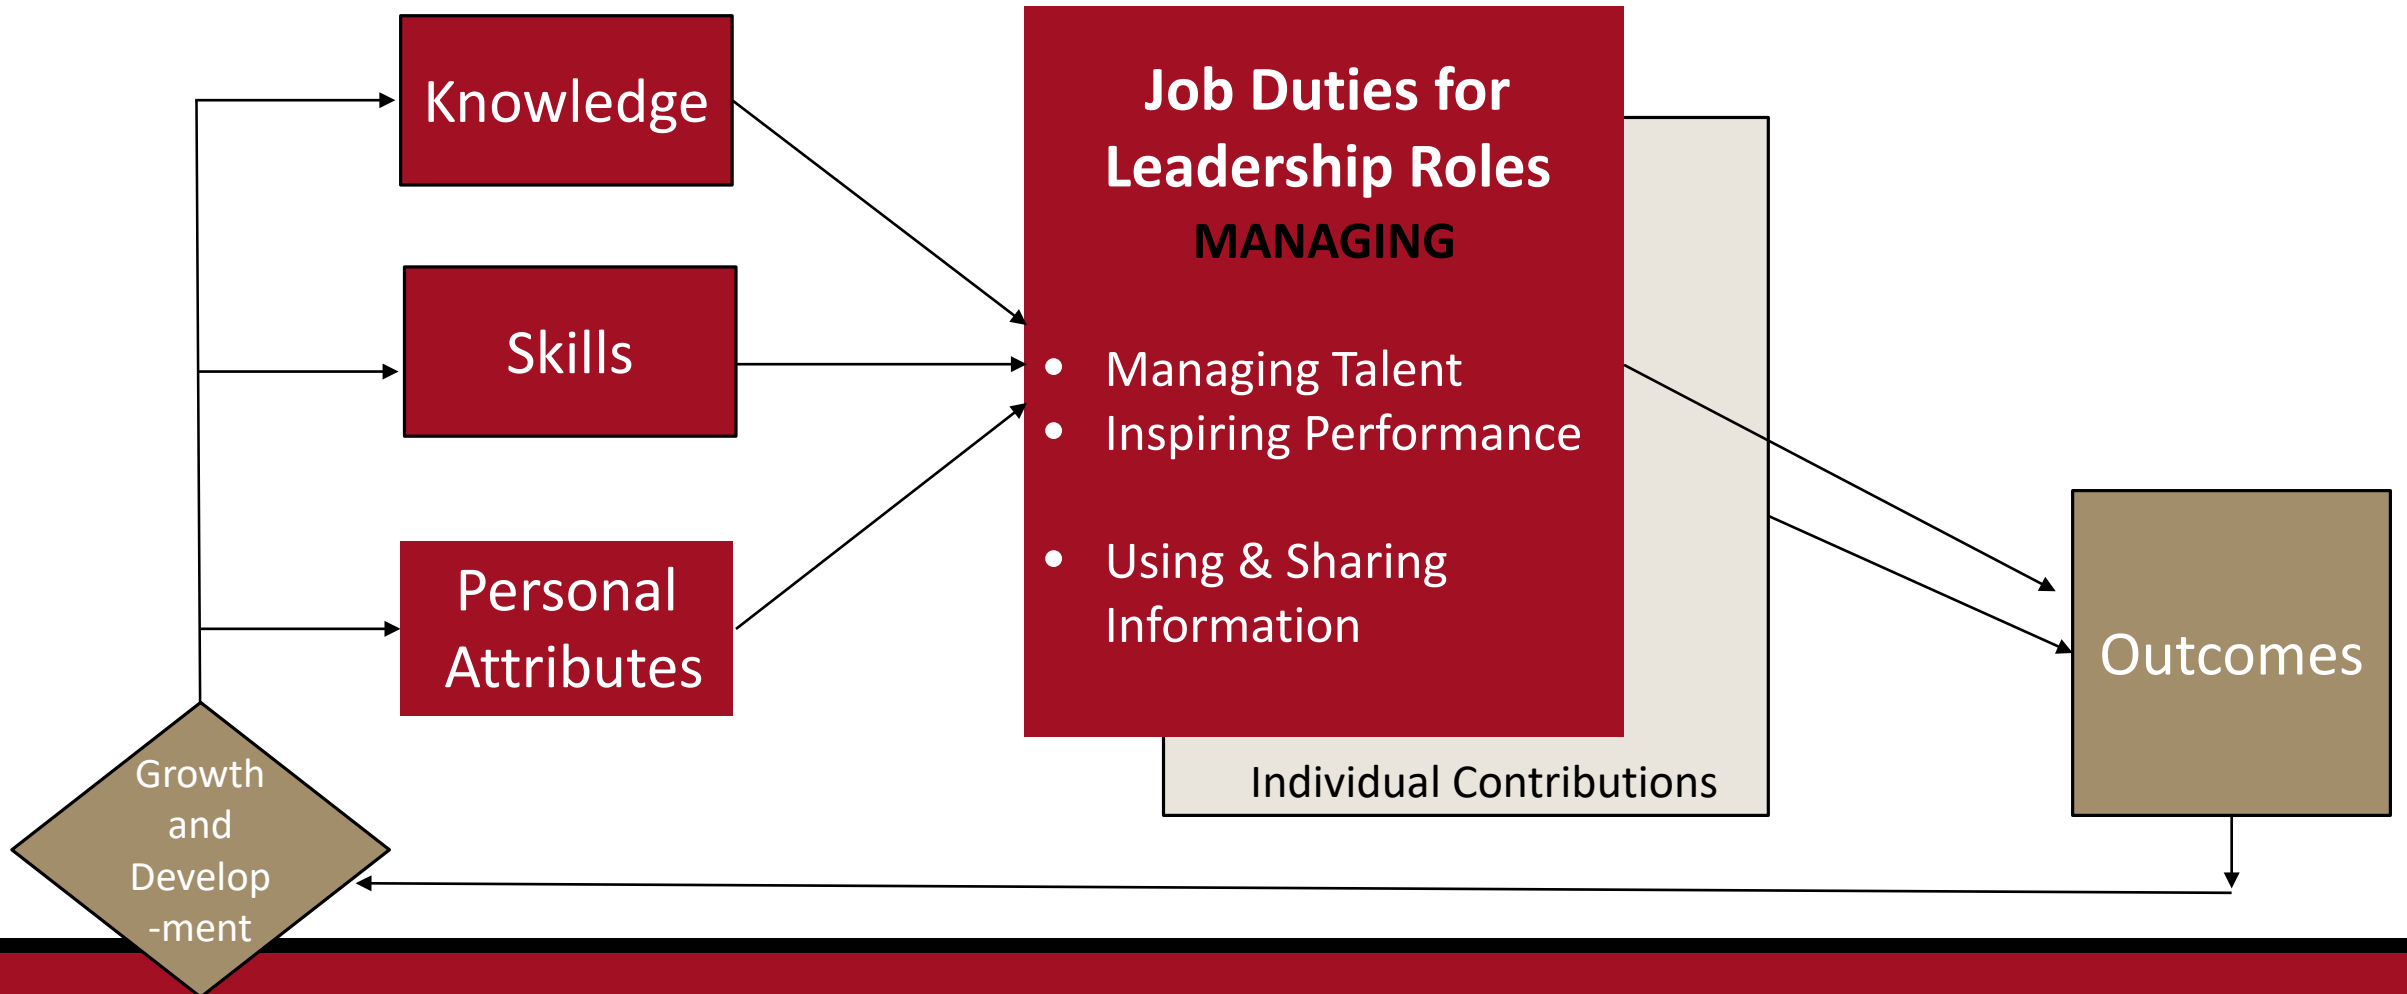 Knowledge
Skills
Personal
Attributes
Growth
and
Develop
-ment
Job Duties for
Leadership Roles
MANAGING
• Managing Talent
• Inspiring Performance
• Using & Sharing
Information
Individual Contributions
Outcomes